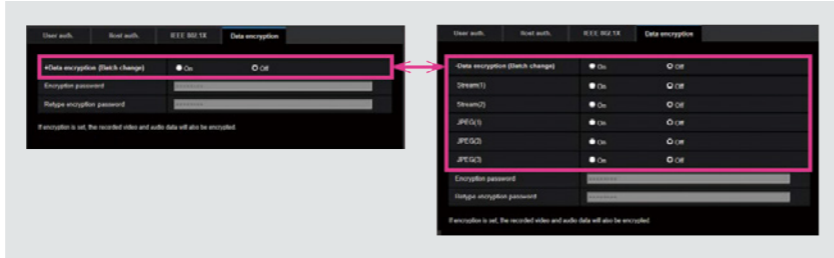 User auth. Host auth. IEEE 802.1X Data encryption
+Data encryption (Batch change) On Off
Encryption password
Retype encryption password
If encryption is set, the recorded video and audio data will also be encrypted.
User auth. Host auth. IEEE 802.1X Data encryption
-Data encryption (Batch change) On Off
Stream(1) On Off
Stream(2) On Off
JPEG(1) On Off
JPEG(2) On Off
JPEG(3) On Off
Encryption password
Retype encryption password
If encryption is set, the recorded video and audio data will also be encrypted.